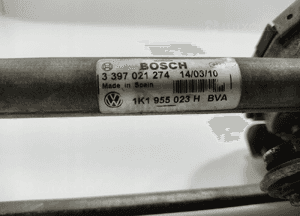 BOSCH
3 397 021 274 14/03/10
Made in Spain
1K1 955 023 H BVA